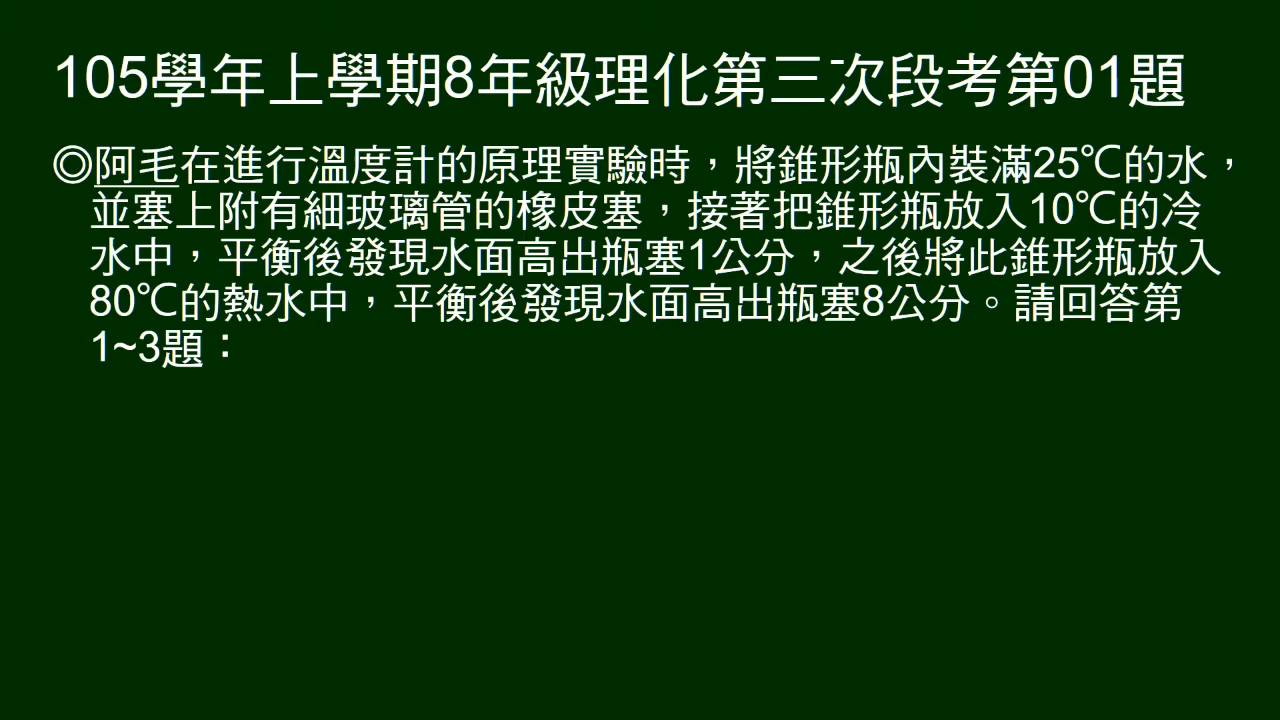 105學年上學期8年級理化第三次段考第01題
◎阿毛在進行溫度計的原理實驗時，將錐形瓶內裝滿25℃的水，
並塞上附有細玻璃管的橡皮塞，接著把錐形瓶放入10℃的冷
水中，平衡後發現水面高出瓶塞1公分，之後將此錐形瓶放入
80℃的熱水中，平衡後發現水面高出瓶塞8公分。請回答第
1~3題：